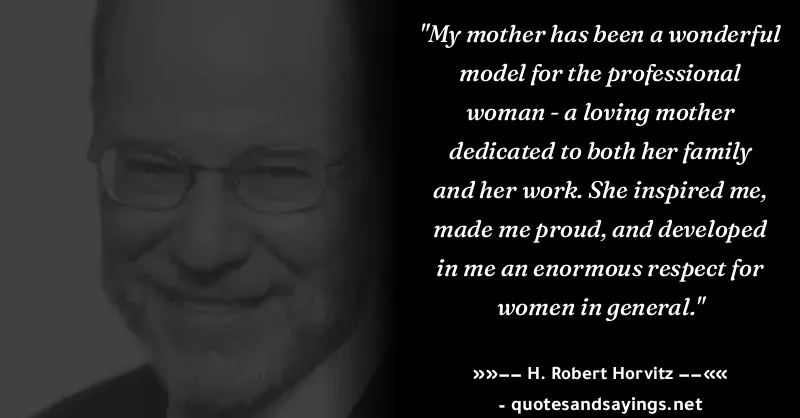 "My mother has been a wonderful
model for the professional
woman - a loving mother
dedicated to both her family
and her work. She inspired me,
made me proud, and developed
in me an enormous respect for
women in general."
»»−− H. Robert Horvitz −−««
- quotesandsayings.net